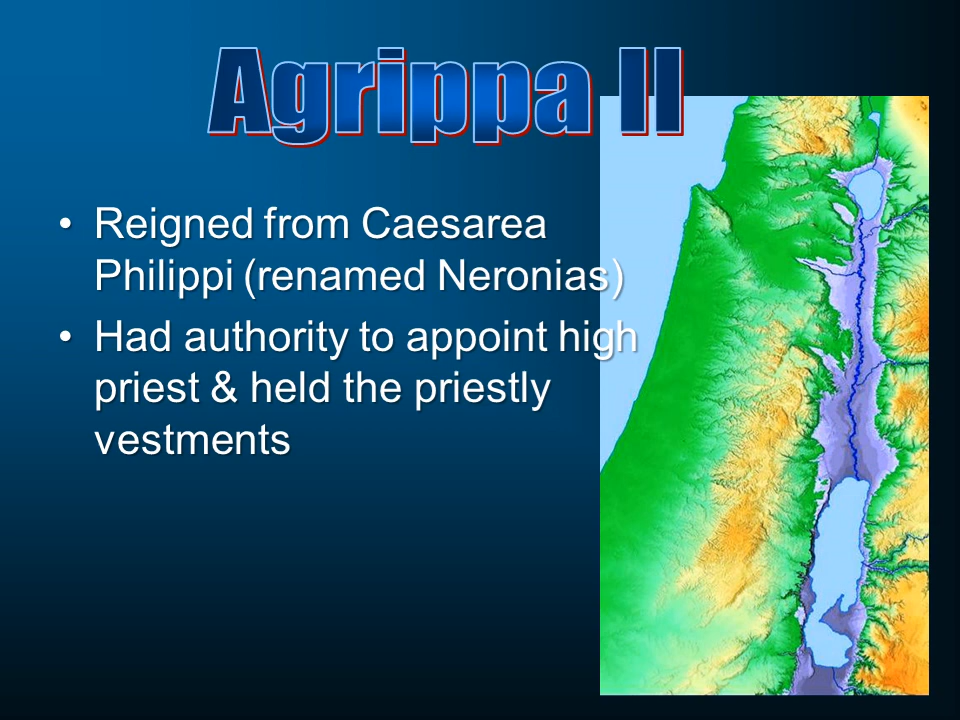 Agrippa II
• Reigned from Caesarea
Philippi (renamed Neronias)
• Had authority to appoint high
priest & held the priestly
vestments